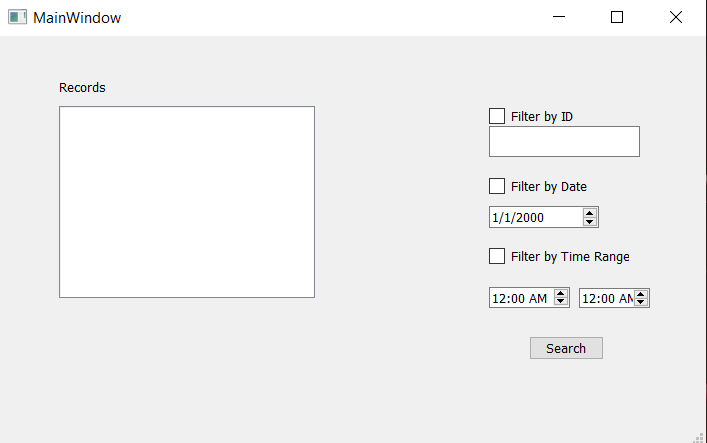 MainWindow
Records
Filter by ID
Filter by Date
1/1/2000
Filter by Time Range
12:00 AM 12:00 AM
Search